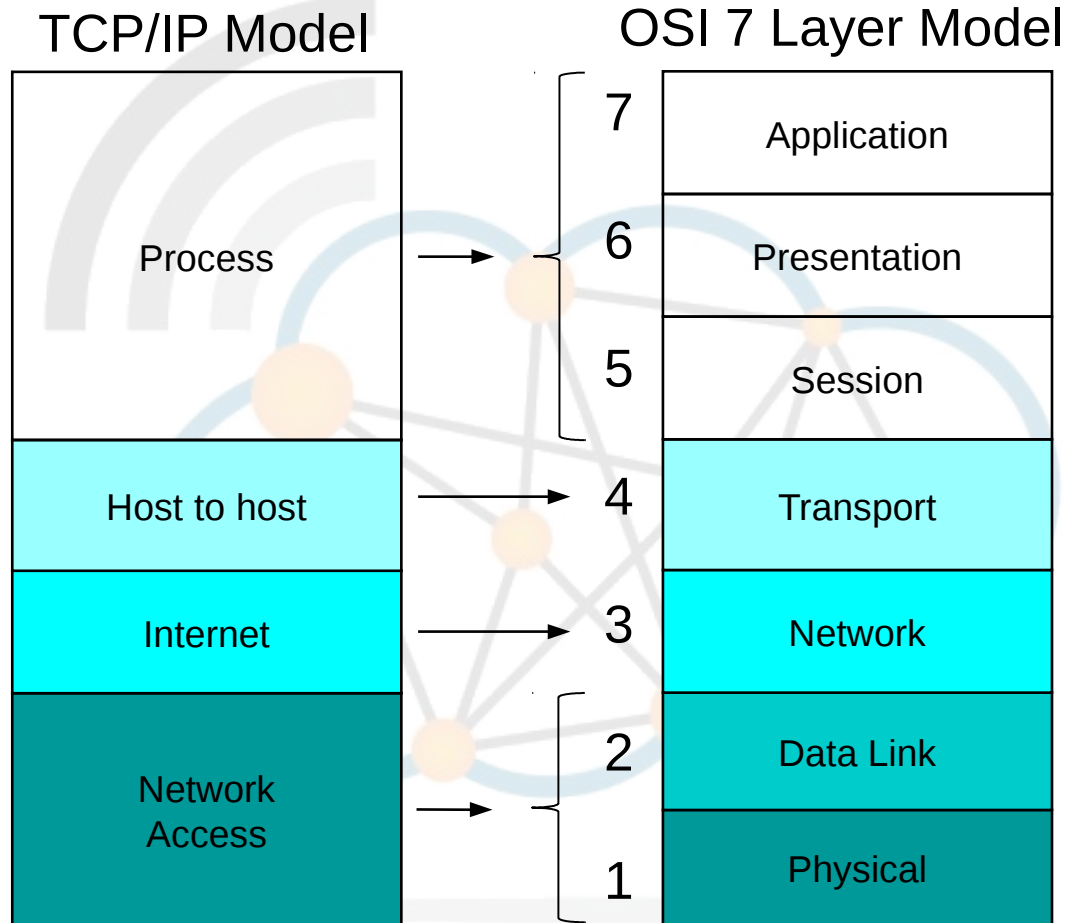 TCP/IP Model
OSI 7 Layer Model
Process
Host to host
Internet
Network
Access
7
6
5
4
3
2
1
Application
Presentation
Session
Transport
Network
Data Link
Physical